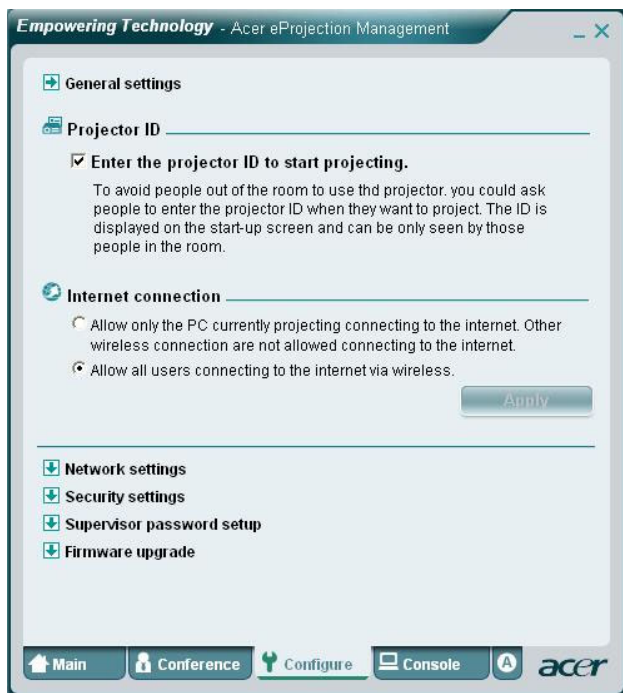 Empowering Technology - Acer eProjection Management
General settings
Projector ID
Enter the projector ID to start projecting.
To avoid people out of the room to use thd projector. you could ask
people to enter the projector ID when they want to project. The ID is
displayed on the start-up screen and can be only seen by those
people in the room.
Internet connection
Allow only the PC currently projecting connecting to the internet. Other
wireless connection are not allowed connecting to the internet.
Allow all users connecting to the internet via wireless.
Apply
Network settings
Security settings
Supervisor password setup
Firmware upgrade
Main Conference Configure Console A acer